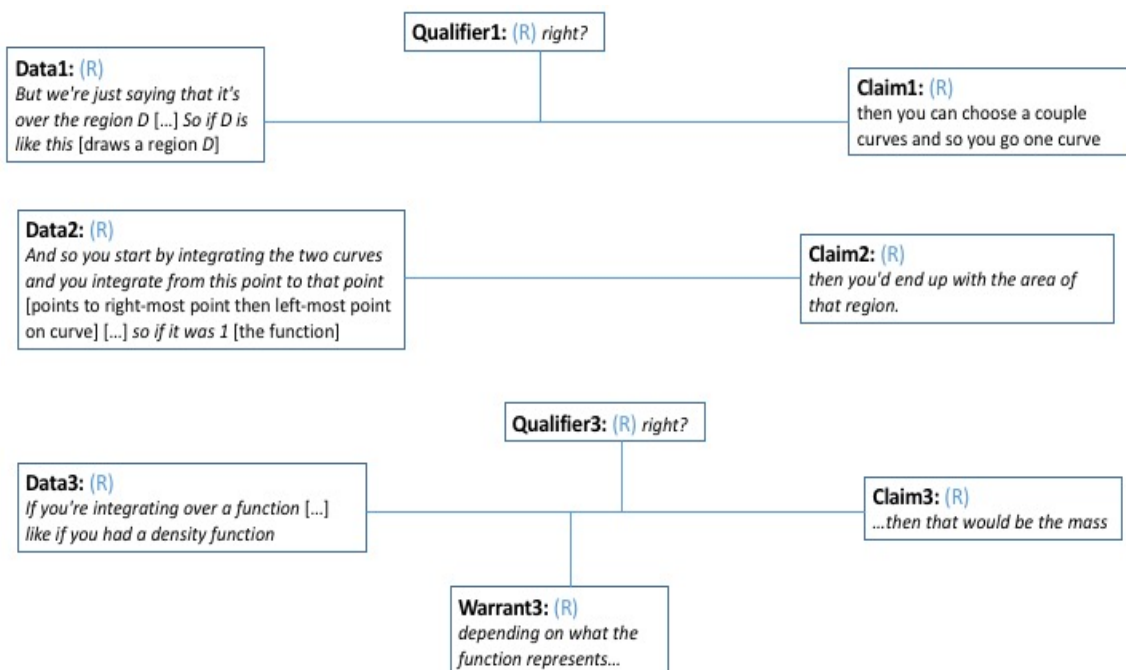 Qualifier1: (R) right?
Data1: (R)
But we're just saying that it's
over the region D [...] So if D is
like this [draws a region D]
Claim1: (R)
then you can choose a couple
curves and so you go one curve
Data2: (R)
And so you start by integrating the two curves
and you integrate from this point to that point
[points to right-most point then left-most point
on curve] [...] so if it was 1 [the function]
Claim2: (R)
then you'd end up with the area of
that region.
Qualifier3: (R) right?
Data3: (R)
If you're integrating over a function [...]
like if you had a density function
Claim3: (R)
...then that would be the mass
Warrant3: (R)
depending on what the
function represents...